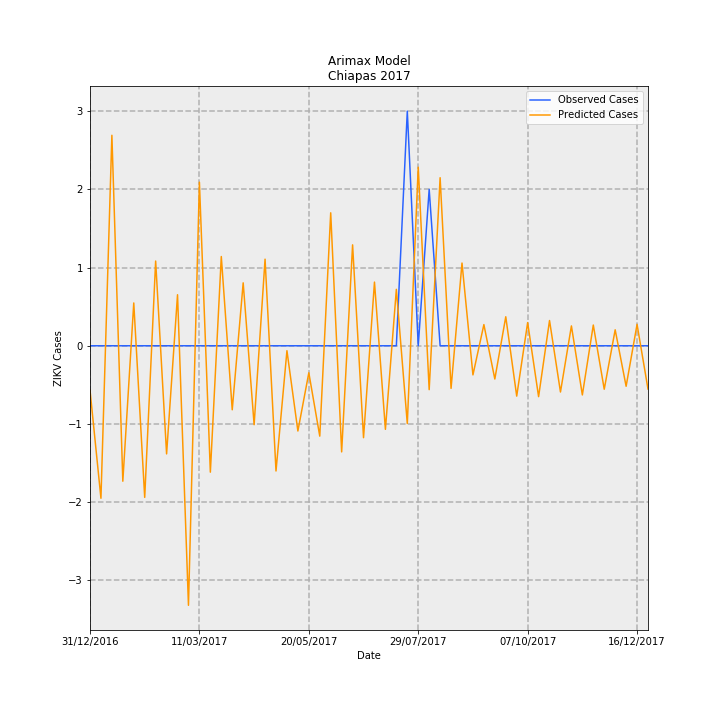 Arimax Model
Chiapas 2017
Observed Cases
Predicted Cases
3
2
1
0
−1
−2
−3
ZIKV Cases
31/12/2016
11/03/2017
20/05/2017
29/07/2017
07/10/2017
16/12/2017
Date